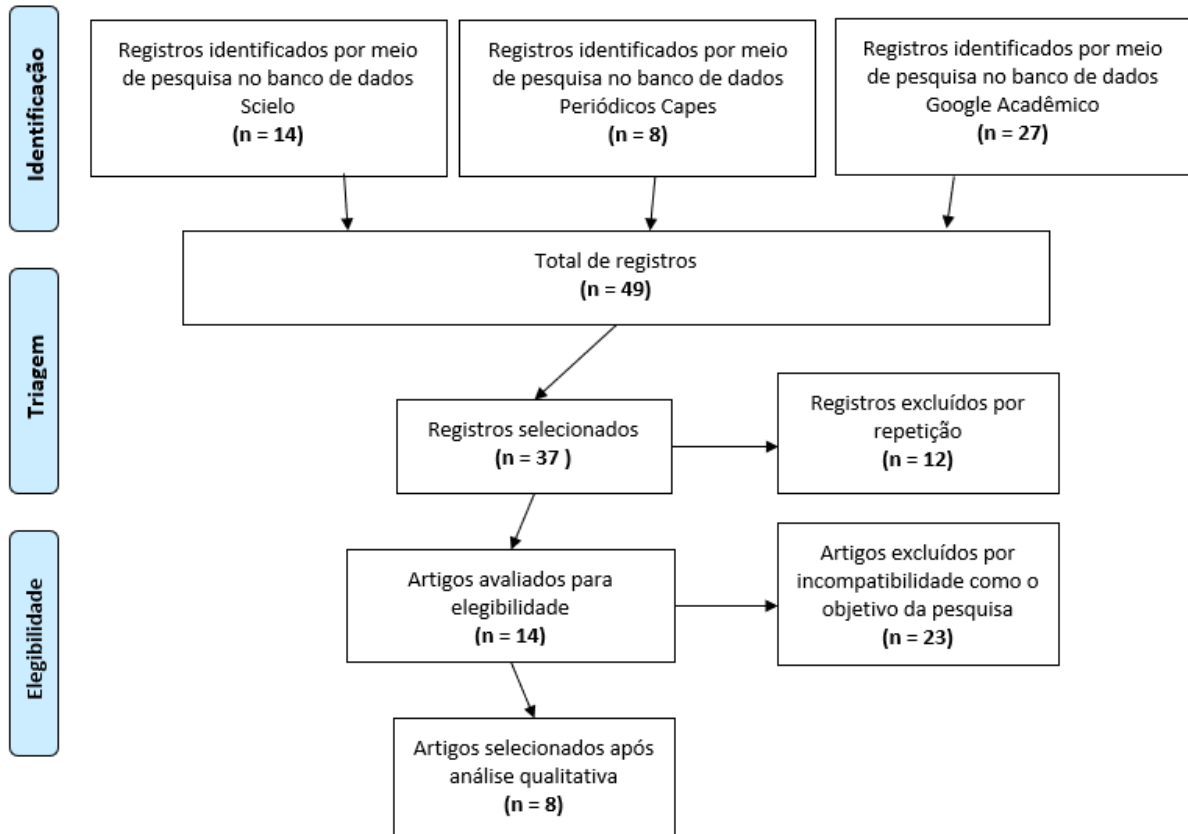 Identificação
Registros identificados por meio
de pesquisa no banco de dados
Scielo
(n = 14)
Registros identificados por meio
de pesquisa no banco de dados
Periódicos Capes
(n = 8)
Registros identificados por meio
de pesquisa no banco de dados
Google Acadêmico
(n = 27)
Total de registros
(n = 49)
Triagem
Registros selecionados
(n = 37 )
Registros excluídos por
repetição
(n = 12)
Elegibilidade
Artigos avaliados para
elegibilidade
(n = 14)
Artigos excluídos por
incompatibilidade como o
objetivo da pesquisa
(n = 23)
Artigos selecionados após
análise qualitativa
(n = 8)